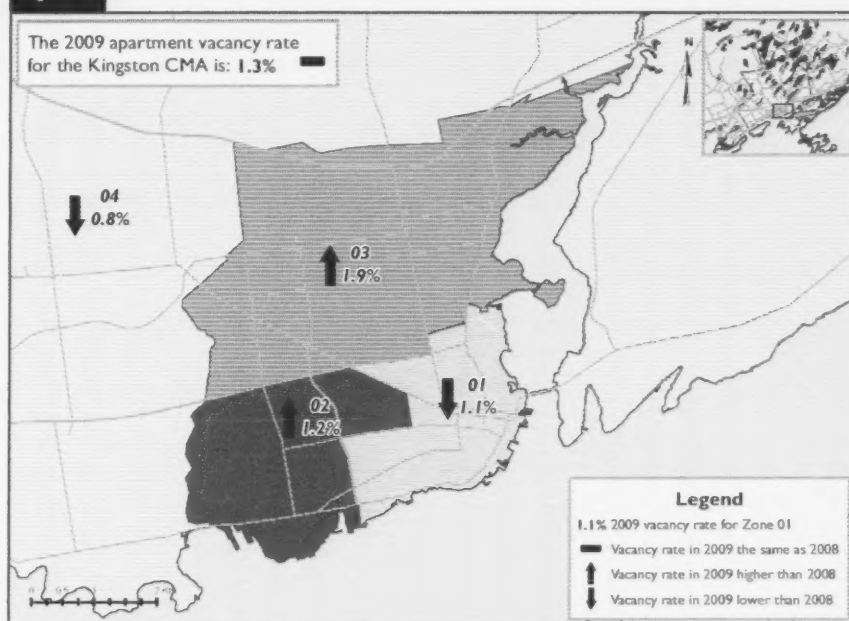 The 2009 apartment vacancy rate
for the Kingston CMA is: 1.3%
N
04
0.8%
03
1.9%
01
1.1%
02
1.2%
Legend
1.1% 2009 vacancy rate for Zone 01
Vacancy rate in 2009 the same as 2008
Vacancy rate in 2009 higher than 2008
Vacancy rate in 2009 lower than 2008